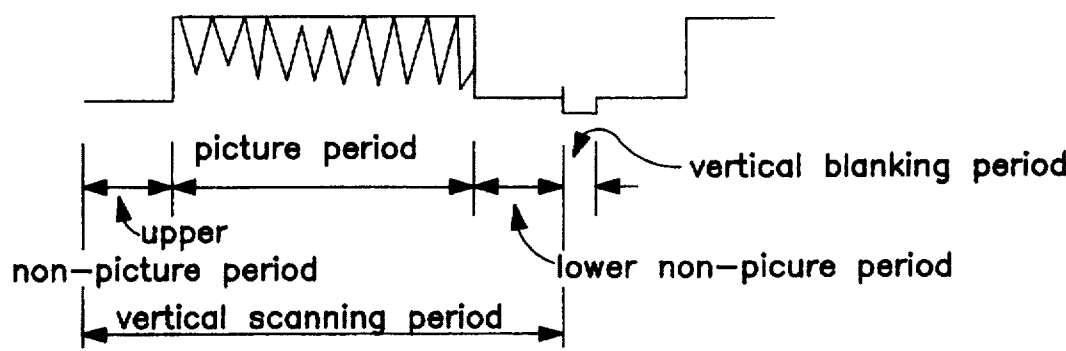 picture period
vertical blanking period
upper
non-picture period
lower non-picure period
vertical scanning period